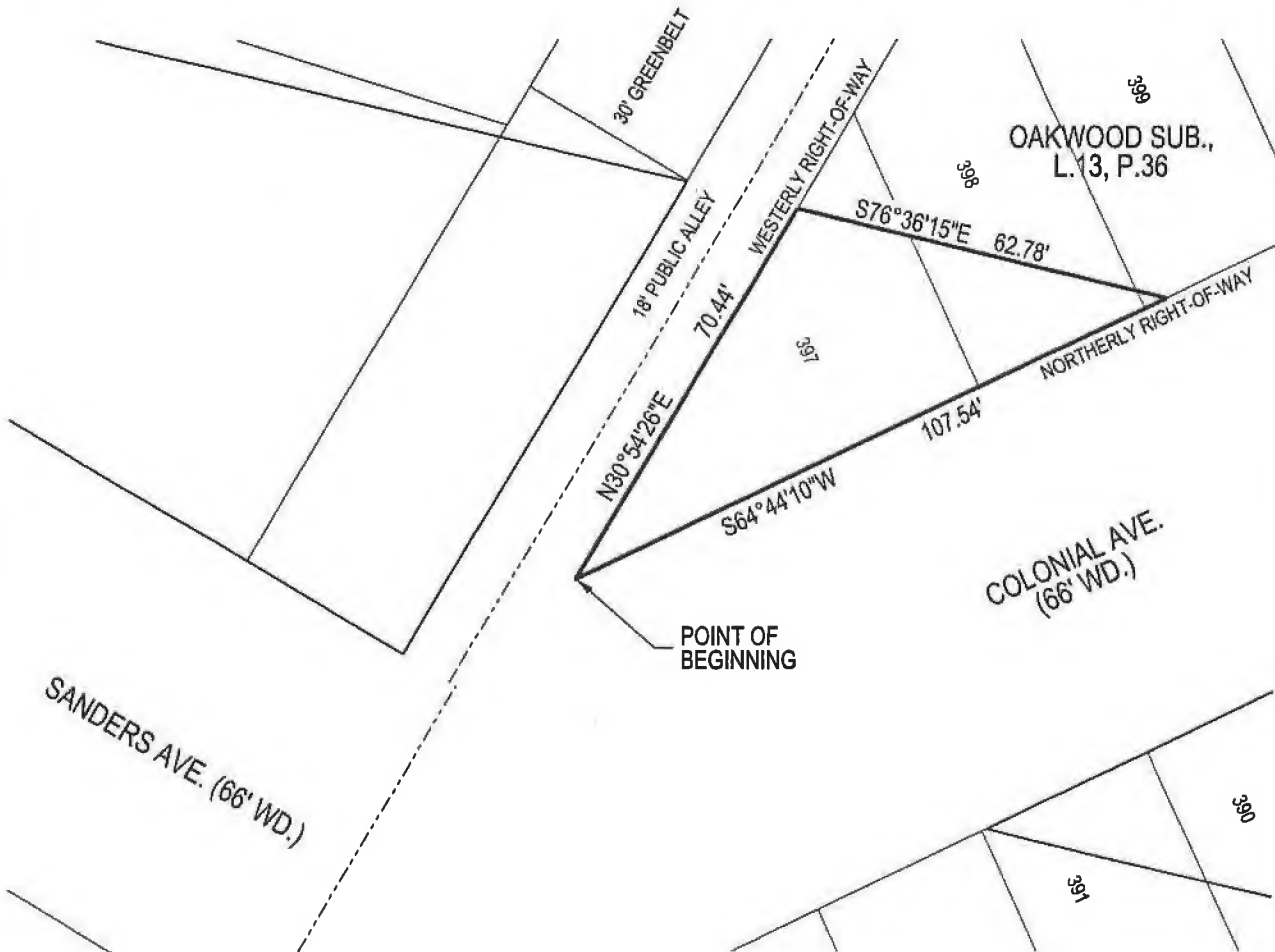 30' GREENBELT
18' PUBLIC ALLEY
WESTERLY RIGHT-OF-WAY
399
OAKWOOD SUB.,
L.13, P.36
398
S76°36'15"E 62.78'
70.44'
N30°54'26"E
397
NORTHERLY RIGHT-OF-WAY
107.54'
S64°44'10"W
COLONIAL AVE.
(66' WD.)
POINT OF
BEGINNING
SANDERS AVE. (66' WD.)
390
391